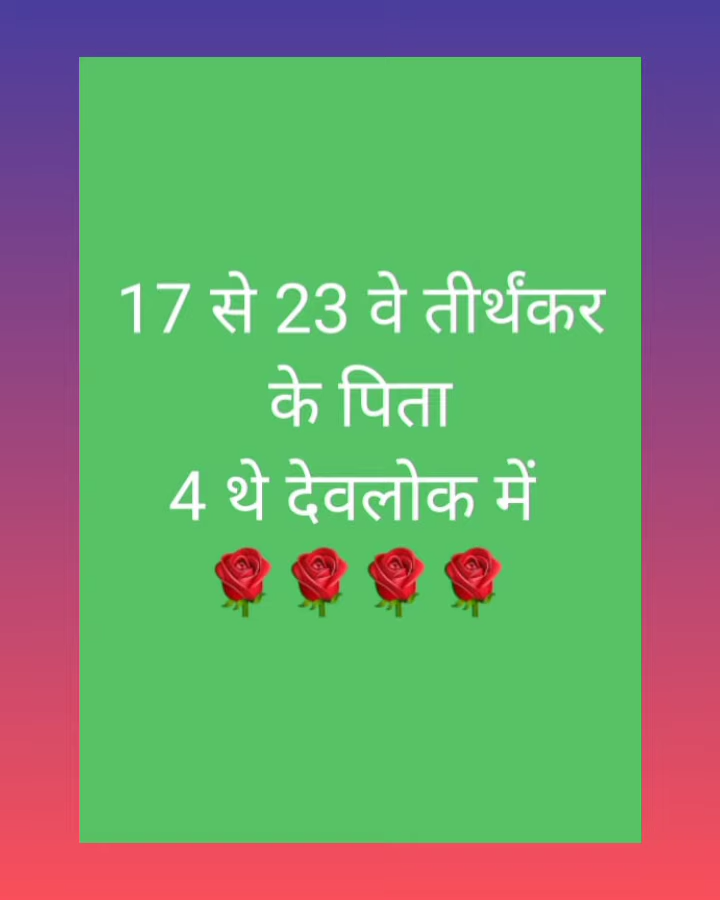 17 से 23 वे तीर्थंकर
के पिता
4 थे देवलोक में
🌹🌹🌹🌹